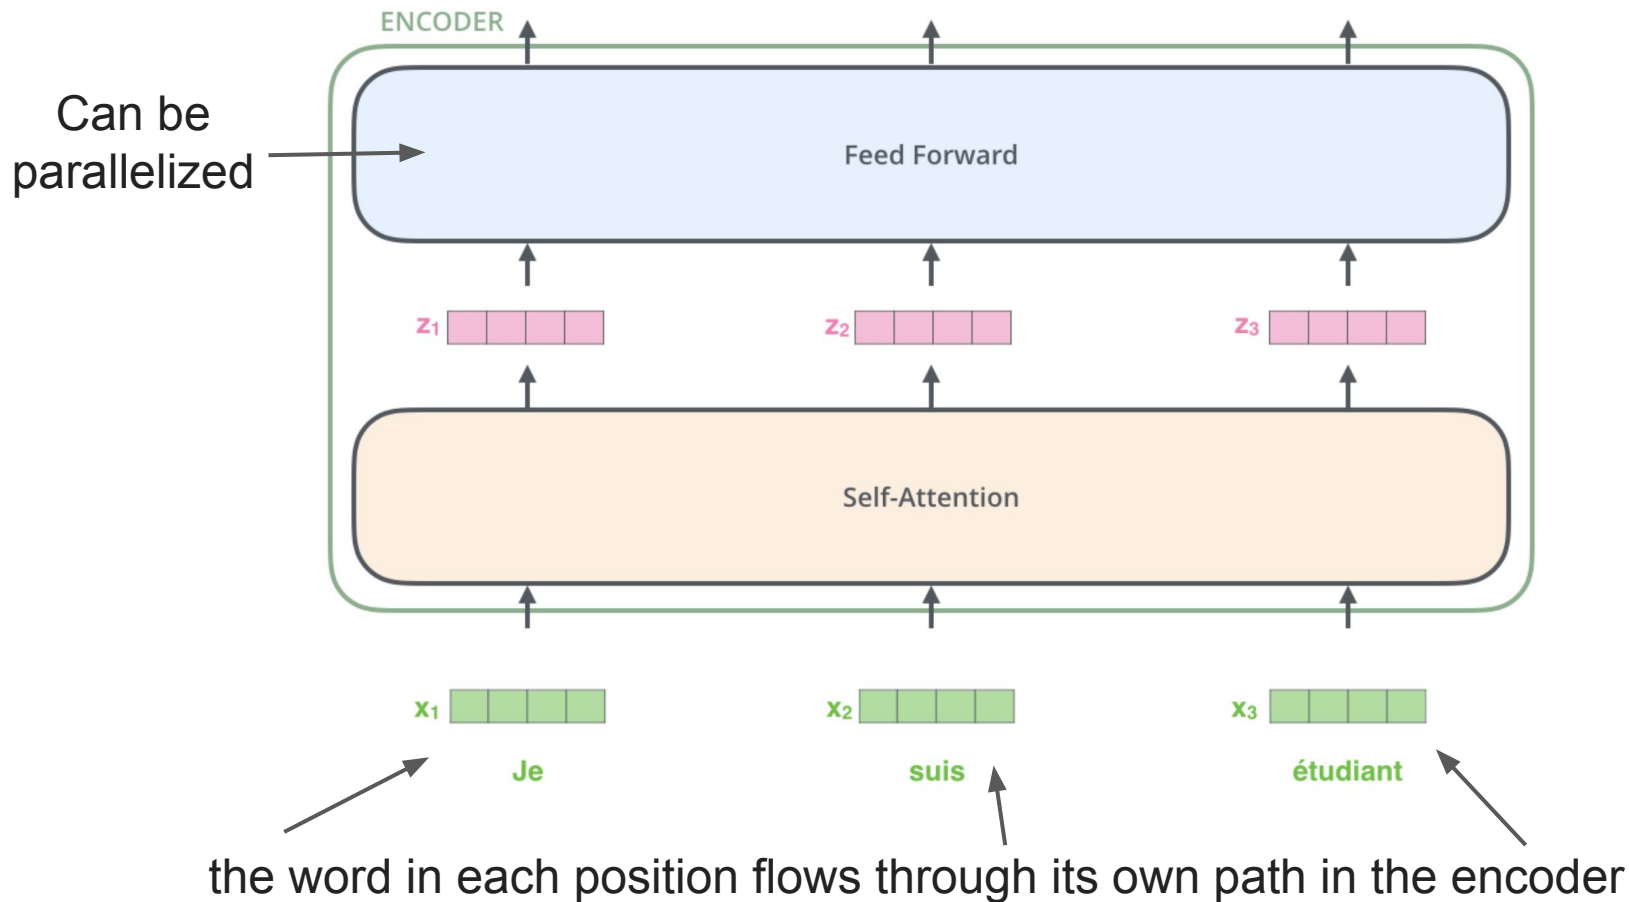 ENCODER
Can be
parallelized
Feed Forward
z₁ z₂ z₃
Self-Attention
x₁ x₂ x₃
Je suis étudiant
the word in each position flows through its own path in the encoder